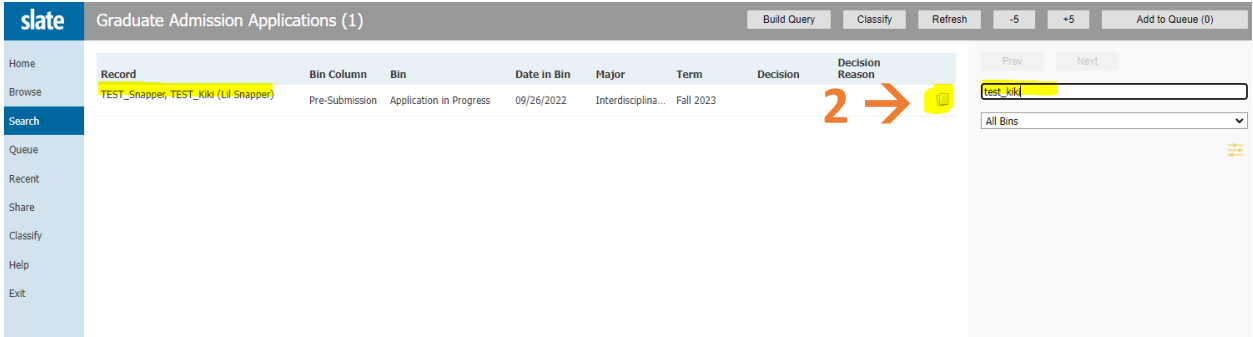 slate
Graduate Admission Applications (1)
Build Query
Classify
Refresh
-5
+5
Add to Queue (0)
Home
Browse
Search
Queue
Recent
Share
Classify
Help
Exit
Record Bin Column Bin Date in Bin Major Term Decision Decision Reason
TEST_Snapper, TEST_Kiki (Lil Snapper) Pre-Submission Application in Progress 09/26/2022 Interdisciplina... Fall 2023
2
Prev Next
test_kiki
All Bins